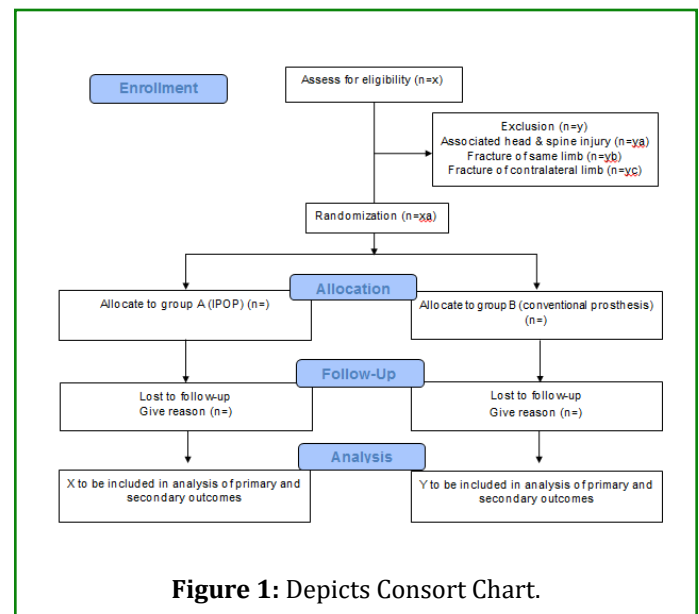 Enrollment
Assess for eligibility (n=x)
Exclusion (n=y)
Associated head & spine injury (n=ya)
Fracture of same limb (n=yb)
Fracture of contralateral limb (n=yc)
Randomization (n=xa)
Allocation
Allocate to group A (IPOP) (n=)
Allocate to group B (conventional prosthesis)
(n=)
Follow-Up
Lost to follow-up
Give reason (n=)
Lost to follow-up
Give reason (n=)
Analysis
X to be included in analysis of primary and
secondary outcomes
Y to be included in analysis of primary and
secondary outcomes
Figure 1: Depicts Consort Chart.